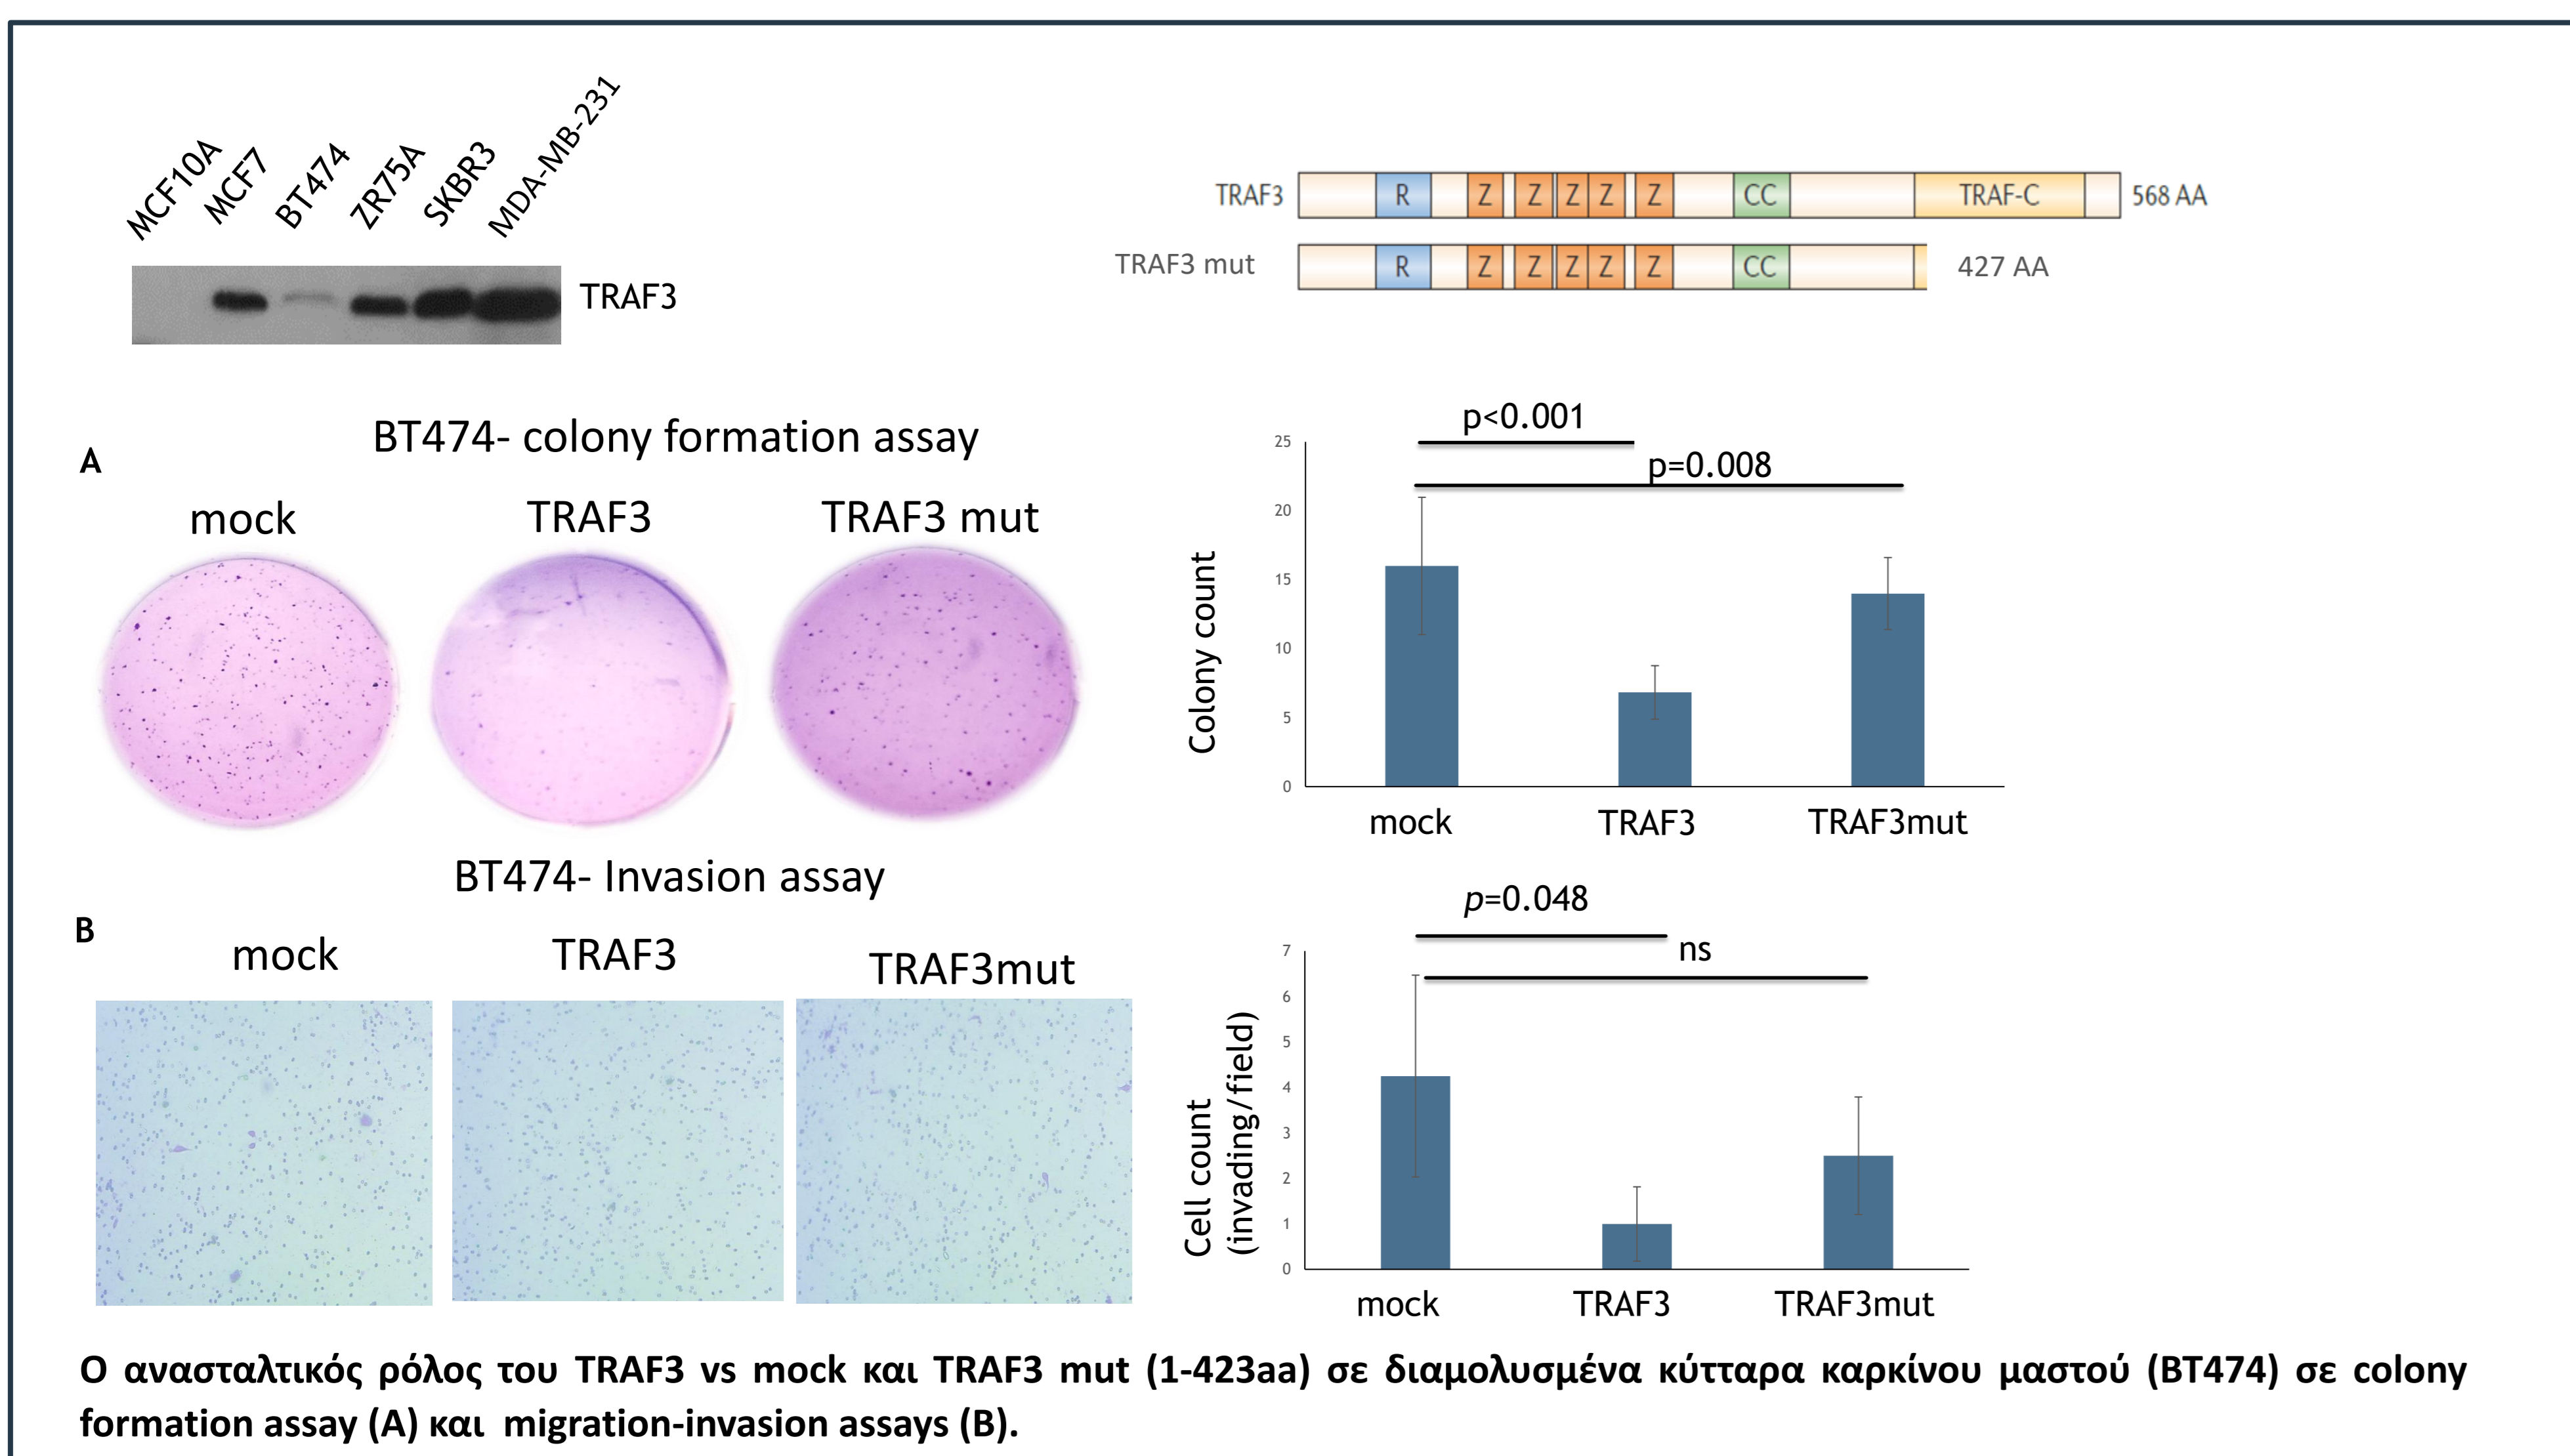 MCF10A
MCF7
BT474
ZR75A
SKBR3
MDA-MB-231
TRAF3
TRAF3 R Z Z Z Z Z CC TRAF-C 568 AA
TRAF3 mut R Z Z Z Z Z CC 427 AA
A
BT474- colony formation assay
mock TRAF3 TRAF3 mut
p<0.001
p=0.008
Colony count
25
20
15
10
5
0
mock TRAF3 TRAF3mut
BT474- Invasion assay
B
mock TRAF3 TRAF3mut
p=0.048
ns
Cell count
(invading/field)
7
6
5
4
3
2
1
0
mock TRAF3 TRAF3mut
Ο ανασταλτικός ρόλος του TRAF3 vs mock και TRAF3 mut (1-423aa) σε διαμολυσμένα κύτταρα καρκίνου μαστού (BT474) σε colony
formation assay (A) και migration-invasion assays (B).